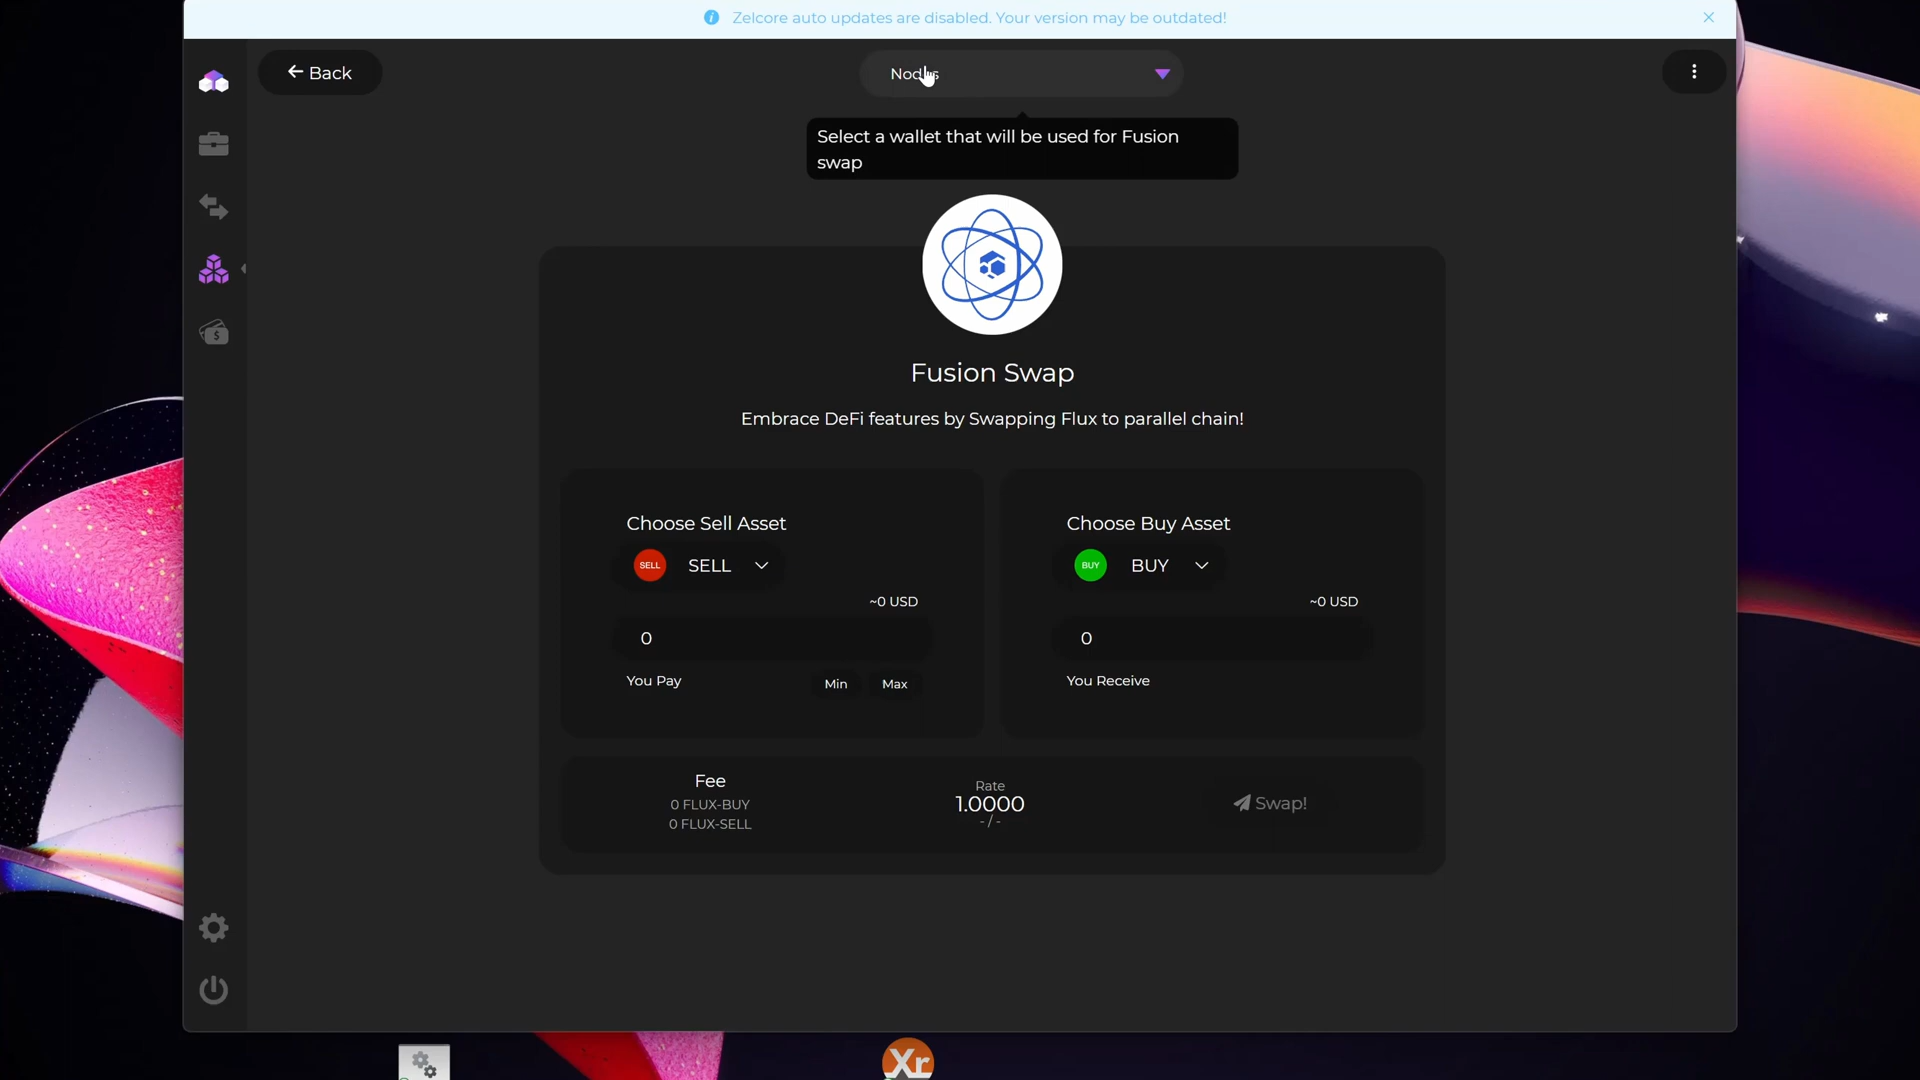 Zelcore auto updates are disabled. Your version may be outdated!
Back
Select a wallet that will be used for Fusion
swap
Fusion Swap
Embrace DeFi features by Swapping Flux to parallel chain!
Choose Sell Asset
SELL SELL
~0 USD
0
You Pay
Min Max
Choose Buy Asset
BUY BUY
~0 USD
0
You Receive
Fee
0 FLUX-BUY
0 FLUX-SELL
Rate
1.0000
- / -
Swap!
Xr